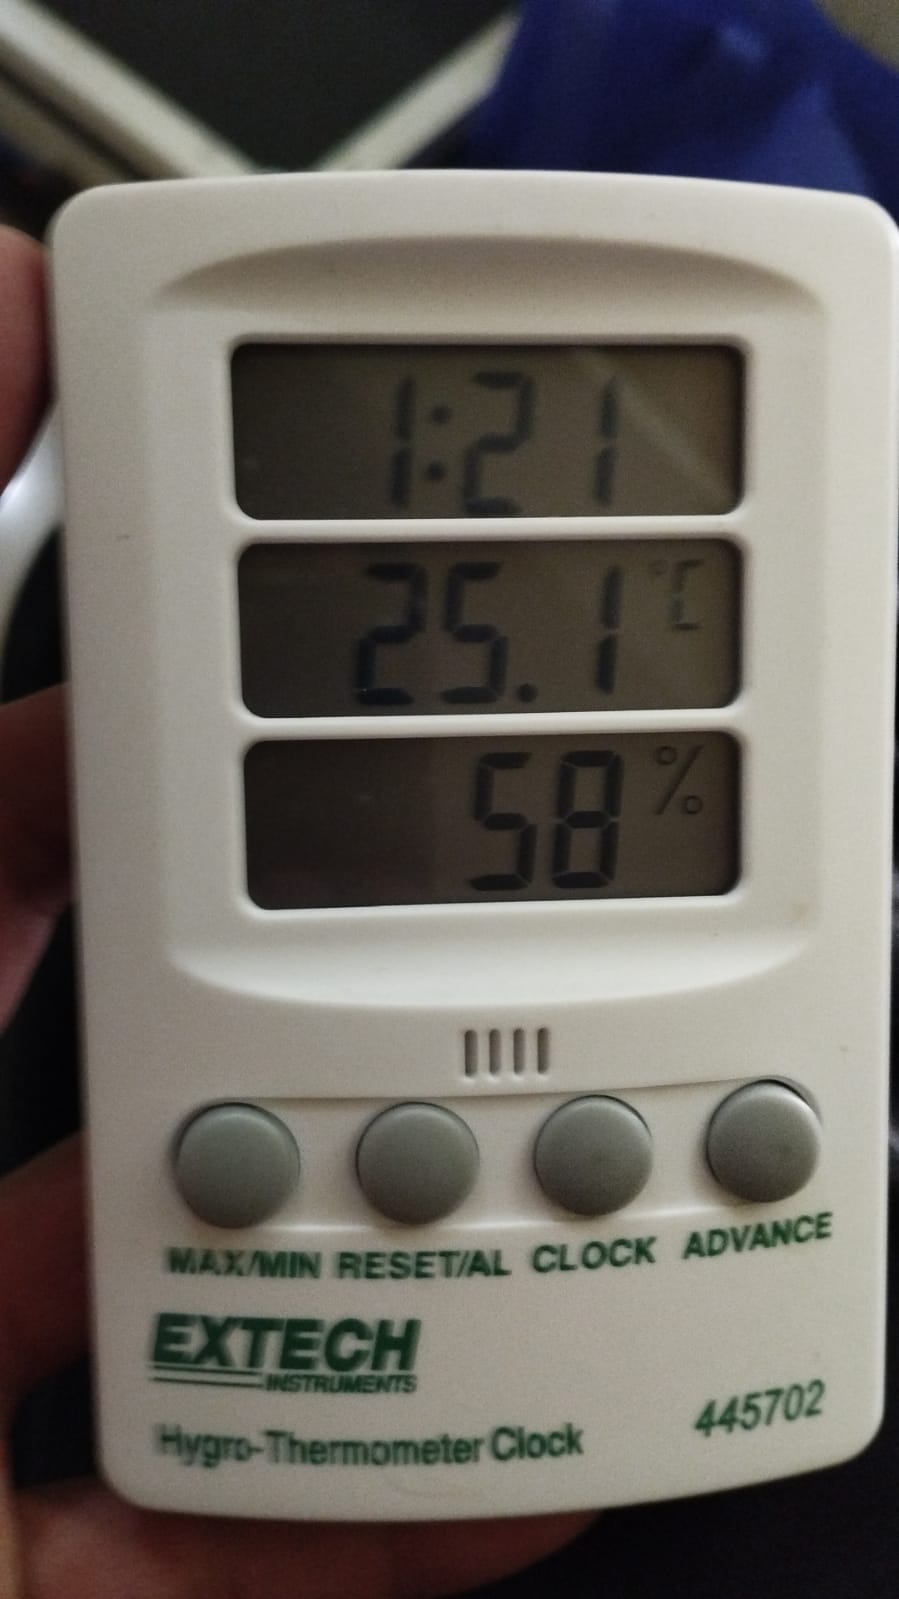 1:21
25.1 °C
58 %
MAX/MIN RESET/AL CLOCK ADVANCE
EXTECH
INSTRUMENTS
Hygro-Thermometer Clock
445702